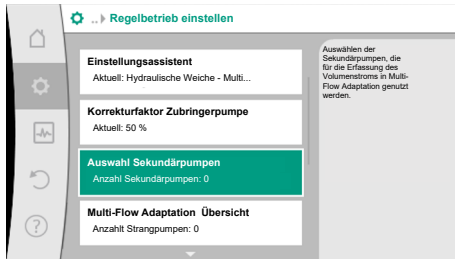 .. Regelbetrieb einstellen
Einstellungsassistent
Aktuell: Hydraulische Weiche - Multi...
Korrekturfaktor Zubringerpumpe
Aktuell: 50 %
Auswahl Sekundärpumpen
Anzahl Sekundärpumpen: 0
Multi-Flow Adaptation Übersicht
Anzahlt Strangpumpen: 0
Auswählen der
Sekundärpumpen, die
für die Erfassung des
Volumenstroms in Multi-
Flow Adaptation genutzt
werden.